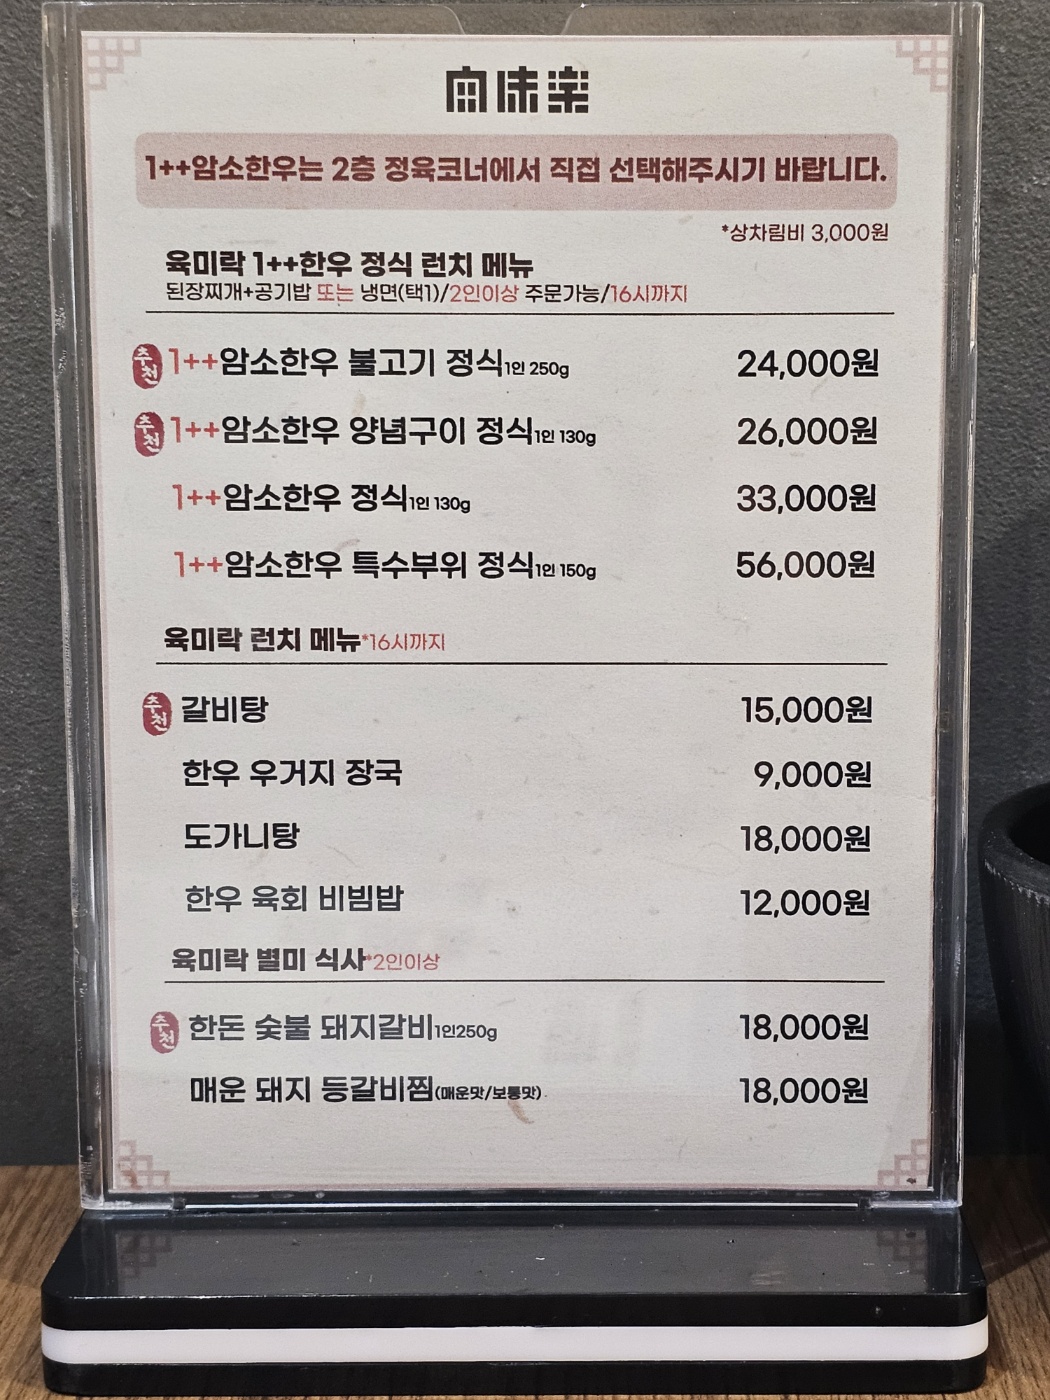 肉味楽
1++암소한우는 2층 정육코너에서 직접 선택해주시기 바랍니다.
*상차림비 3,000원
육미락 1++한우 정식 런치 메뉴
된장찌개+공기밥 또는 냉면(택1)/2인이상 주문가능/16시까지
추천 1++암소한우 불고기 정식1인 250g 24,000원
추천 1++암소한우 양념구이 정식1인 130g 26,000원
1++암소한우 정식1인 130g 33,000원
1++암소한우 특수부위 정식1인 150g 56,000원
육미락 런치 메뉴*16시까지
추천 갈비탕 15,000원
한우 우거지 장국 9,000원
도가니탕 18,000원
한우 육회 비빔밥 12,000원
육미락 별미 식사*2인이상
추천 한돈 숯불 돼지갈비1인250g 18,000원
매운 돼지 등갈비찜(매운맛/보통맛) 18,000원